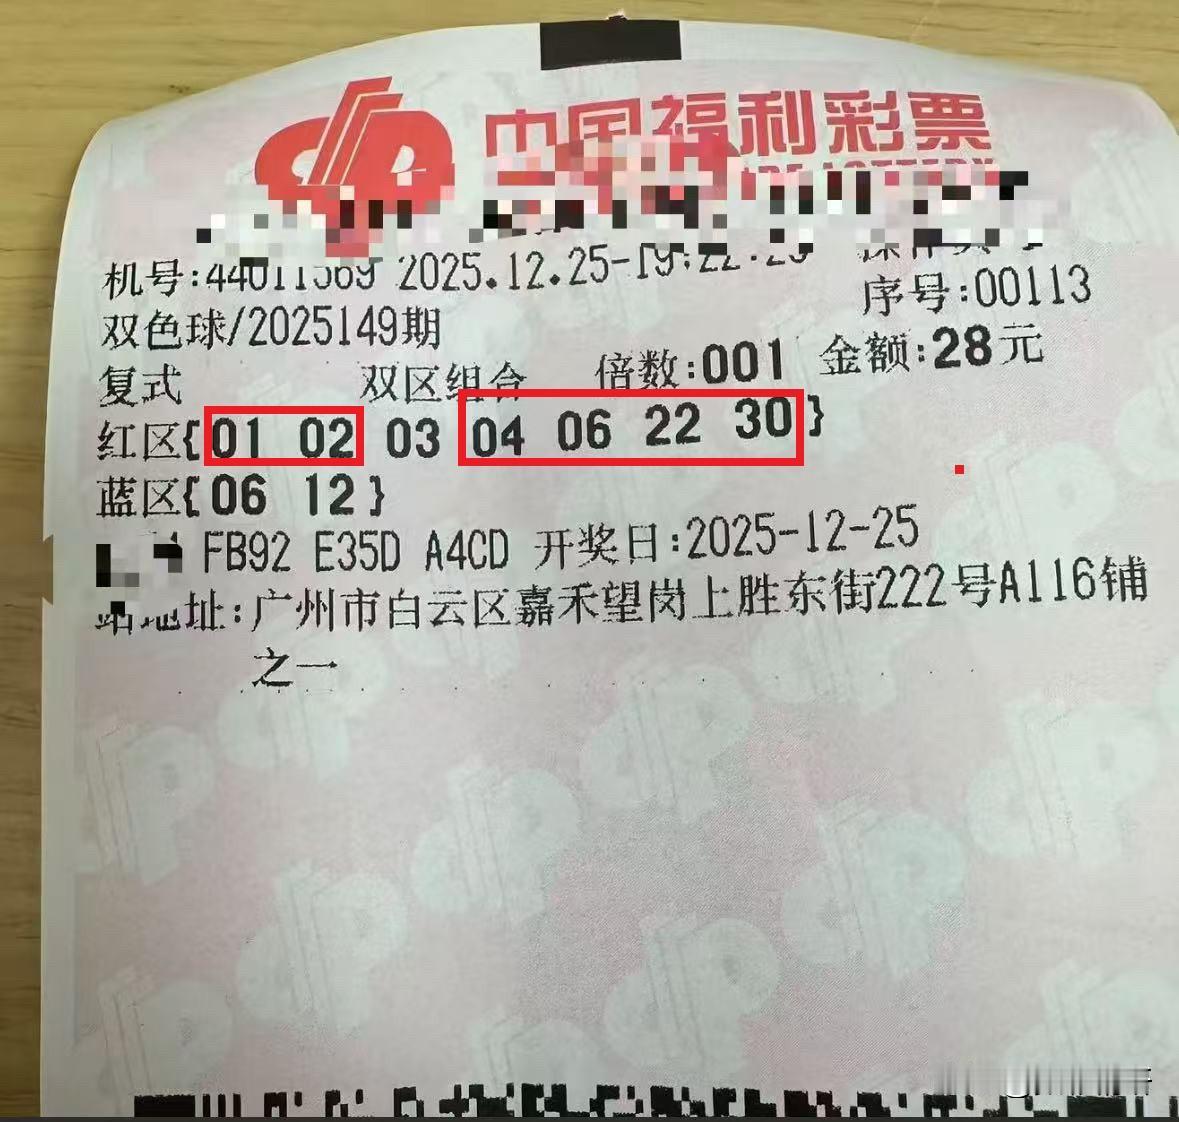 中国福利彩票
机号:44011569 2025.12.25-19:22:23
序号:00113
双色球/2025149期
复式 双区组合 倍数:001 金额:28元
红区{01 02 03 04 06 22 30}
蓝区{06 12}
FB92 E35D A4CD 开奖日:2025-12-25
站地址:广州市白云区嘉禾望岗上胜东街222号A116铺
之一